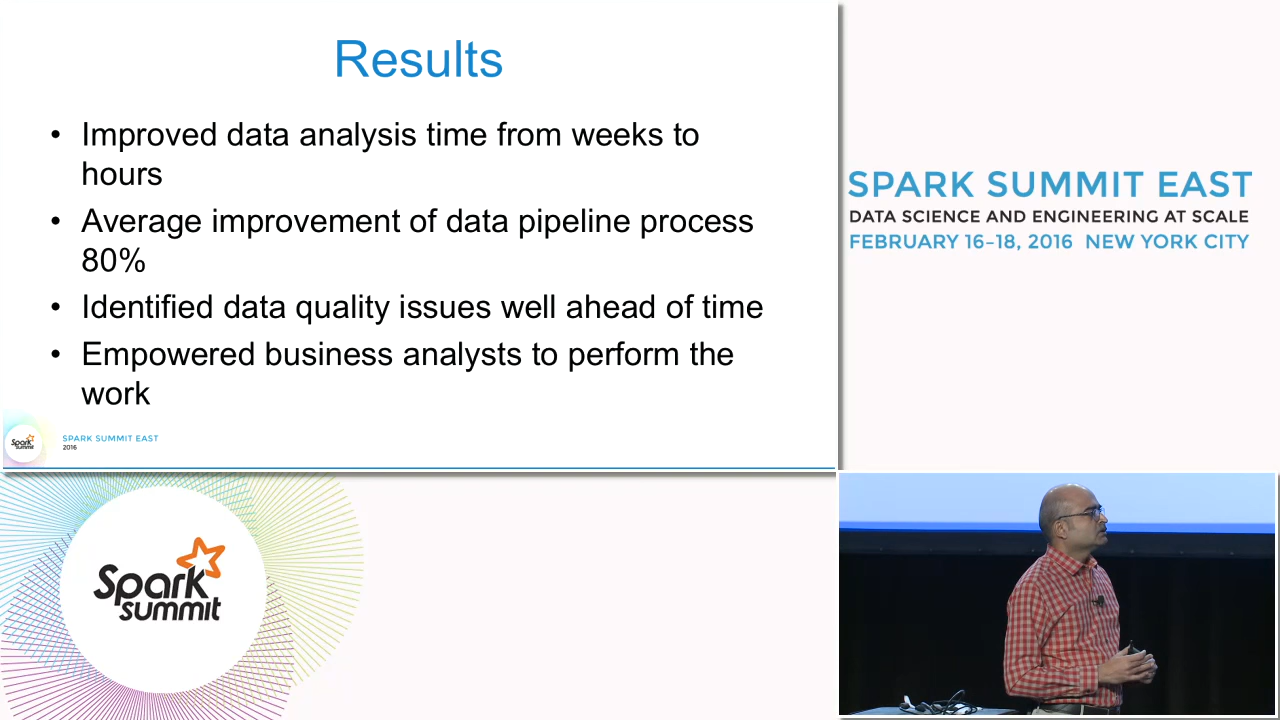 Results
• Improved data analysis time from weeks to
hours
• Average improvement of data pipeline process
80%
• Identified data quality issues well ahead of time
• Empowered business analysts to perform the
work
Spark
summit
SPARK SUMMIT EAST
2016
SPARK SUMMIT EAST
DATA SCIENCE AND ENGINEERING AT SCALE
FEBRUARY 16–18, 2016 NEW YORK CITY
Spark
summit